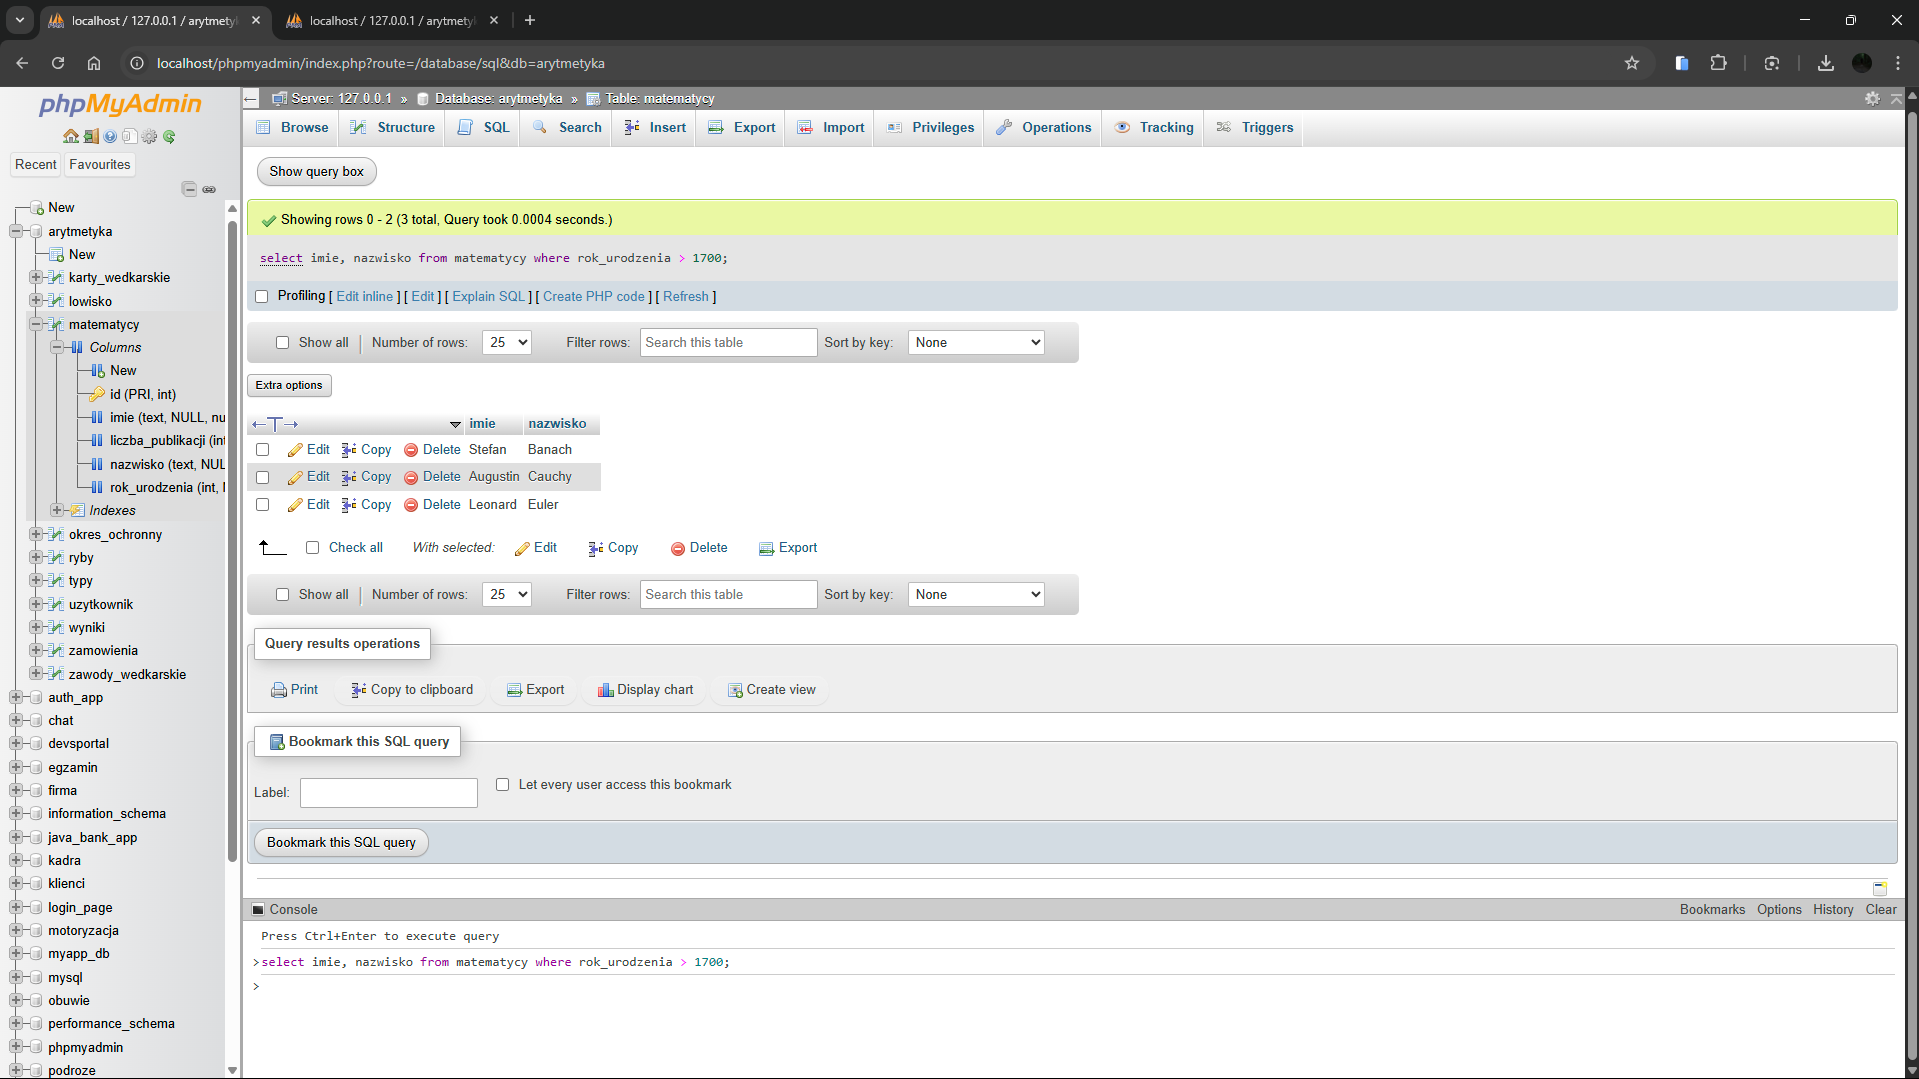 localhost / 127.0.0.1 / arytmetyk
localhost / 127.0.0.1 / arytmety
localhost/phpmyadmin/index.php?route=/database/sql&db=arytmetyka
phpMyAdmin
Recent
Favourites
New
arytmetyka
New
karty_wedkarskie
lowisko
matematycy
Columns
New
id (PRI, int)
imie (text, NULL, nu
liczba_publikacji (int
nazwisko (text, NUL
rok_urodzenia (int, I
Indexes
okres_ochronny
ryby
typy
uzytkownik
wyniki
zamowienia
zawody_wedkarskie
auth_app
chat
devsportal
egzamin
firma
information_schema
java_bank_app
kadra
klienci
login_page
motoryzacja
myapp_db
mysql
obuwie
performance_schema
phpmyadmin
podroze
Server: 127.0.0.1 » Database: arytmetyka » Table: matematycy
Browse Structure SQL Search Insert Export Import Privileges Operations Tracking Triggers
Show query box
Showing rows 0 - 2 (3 total, Query took 0.0004 seconds.)
select imie, nazwisko from matematycy where rok_urodzenia > 1700;
Profiling [ Edit inline ] [ Edit ] [ Explain SQL ] [ Create PHP code ] [ Refresh ]
Show all Number of rows: 25 Filter rows: Search this table Sort by key: None
Extra options
imie nazwisko
Edit Copy Delete Stefan Banach
Edit Copy Delete Augustin Cauchy
Edit Copy Delete Leonard Euler
Check all With selected: Edit Copy Delete Export
Show all Number of rows: 25 Filter rows: Search this table Sort by key: None
Query results operations
Print Copy to clipboard Export Display chart Create view
Bookmark this SQL query
Label: Let every user access this bookmark
Bookmark this SQL query
Console Bookmarks Options History Clear
Press Ctrl+Enter to execute query
>select imie, nazwisko from matematycy where rok_urodzenia > 1700;
>